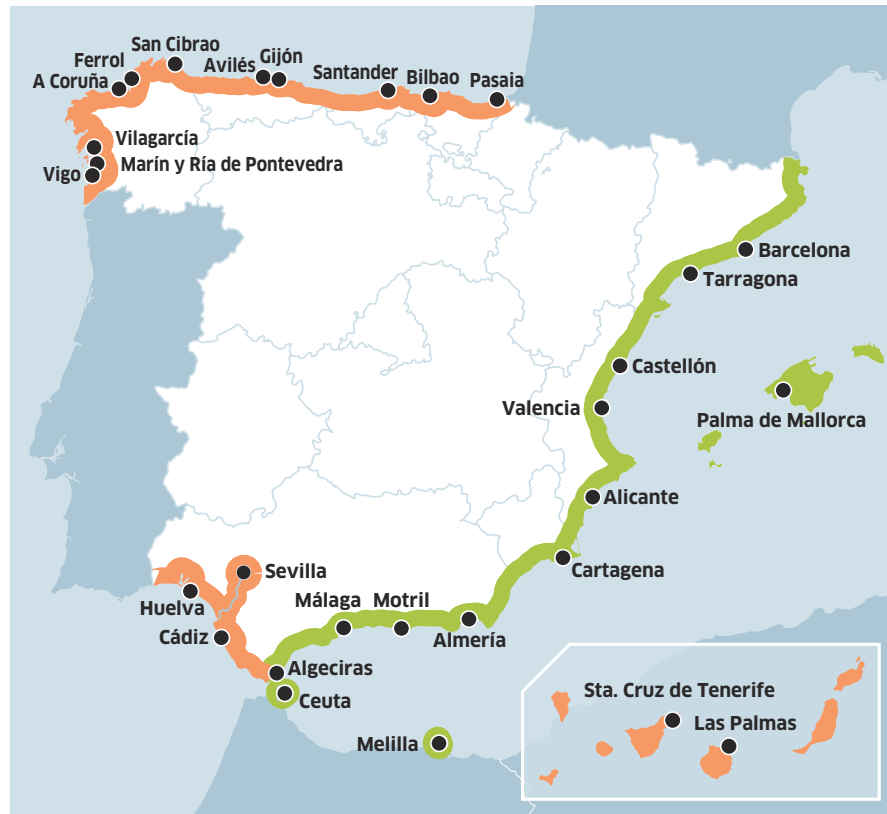 San Cibrao
Ferrol
Avilés
Gijón
A Coruña
Santander
Bilbao
Pasaia
Vilagarcía
Marín y Ría de Pontevedra
Vigo
Barcelona
Tarragona
Castellón
Valencia
Palma de Mallorca
Alicante
Cartagena
Sevilla
Huelva
Málaga
Motril
Cádiz
Almería
Algeciras
Ceuta
Sta. Cruz de Tenerife
Las Palmas
Melilla